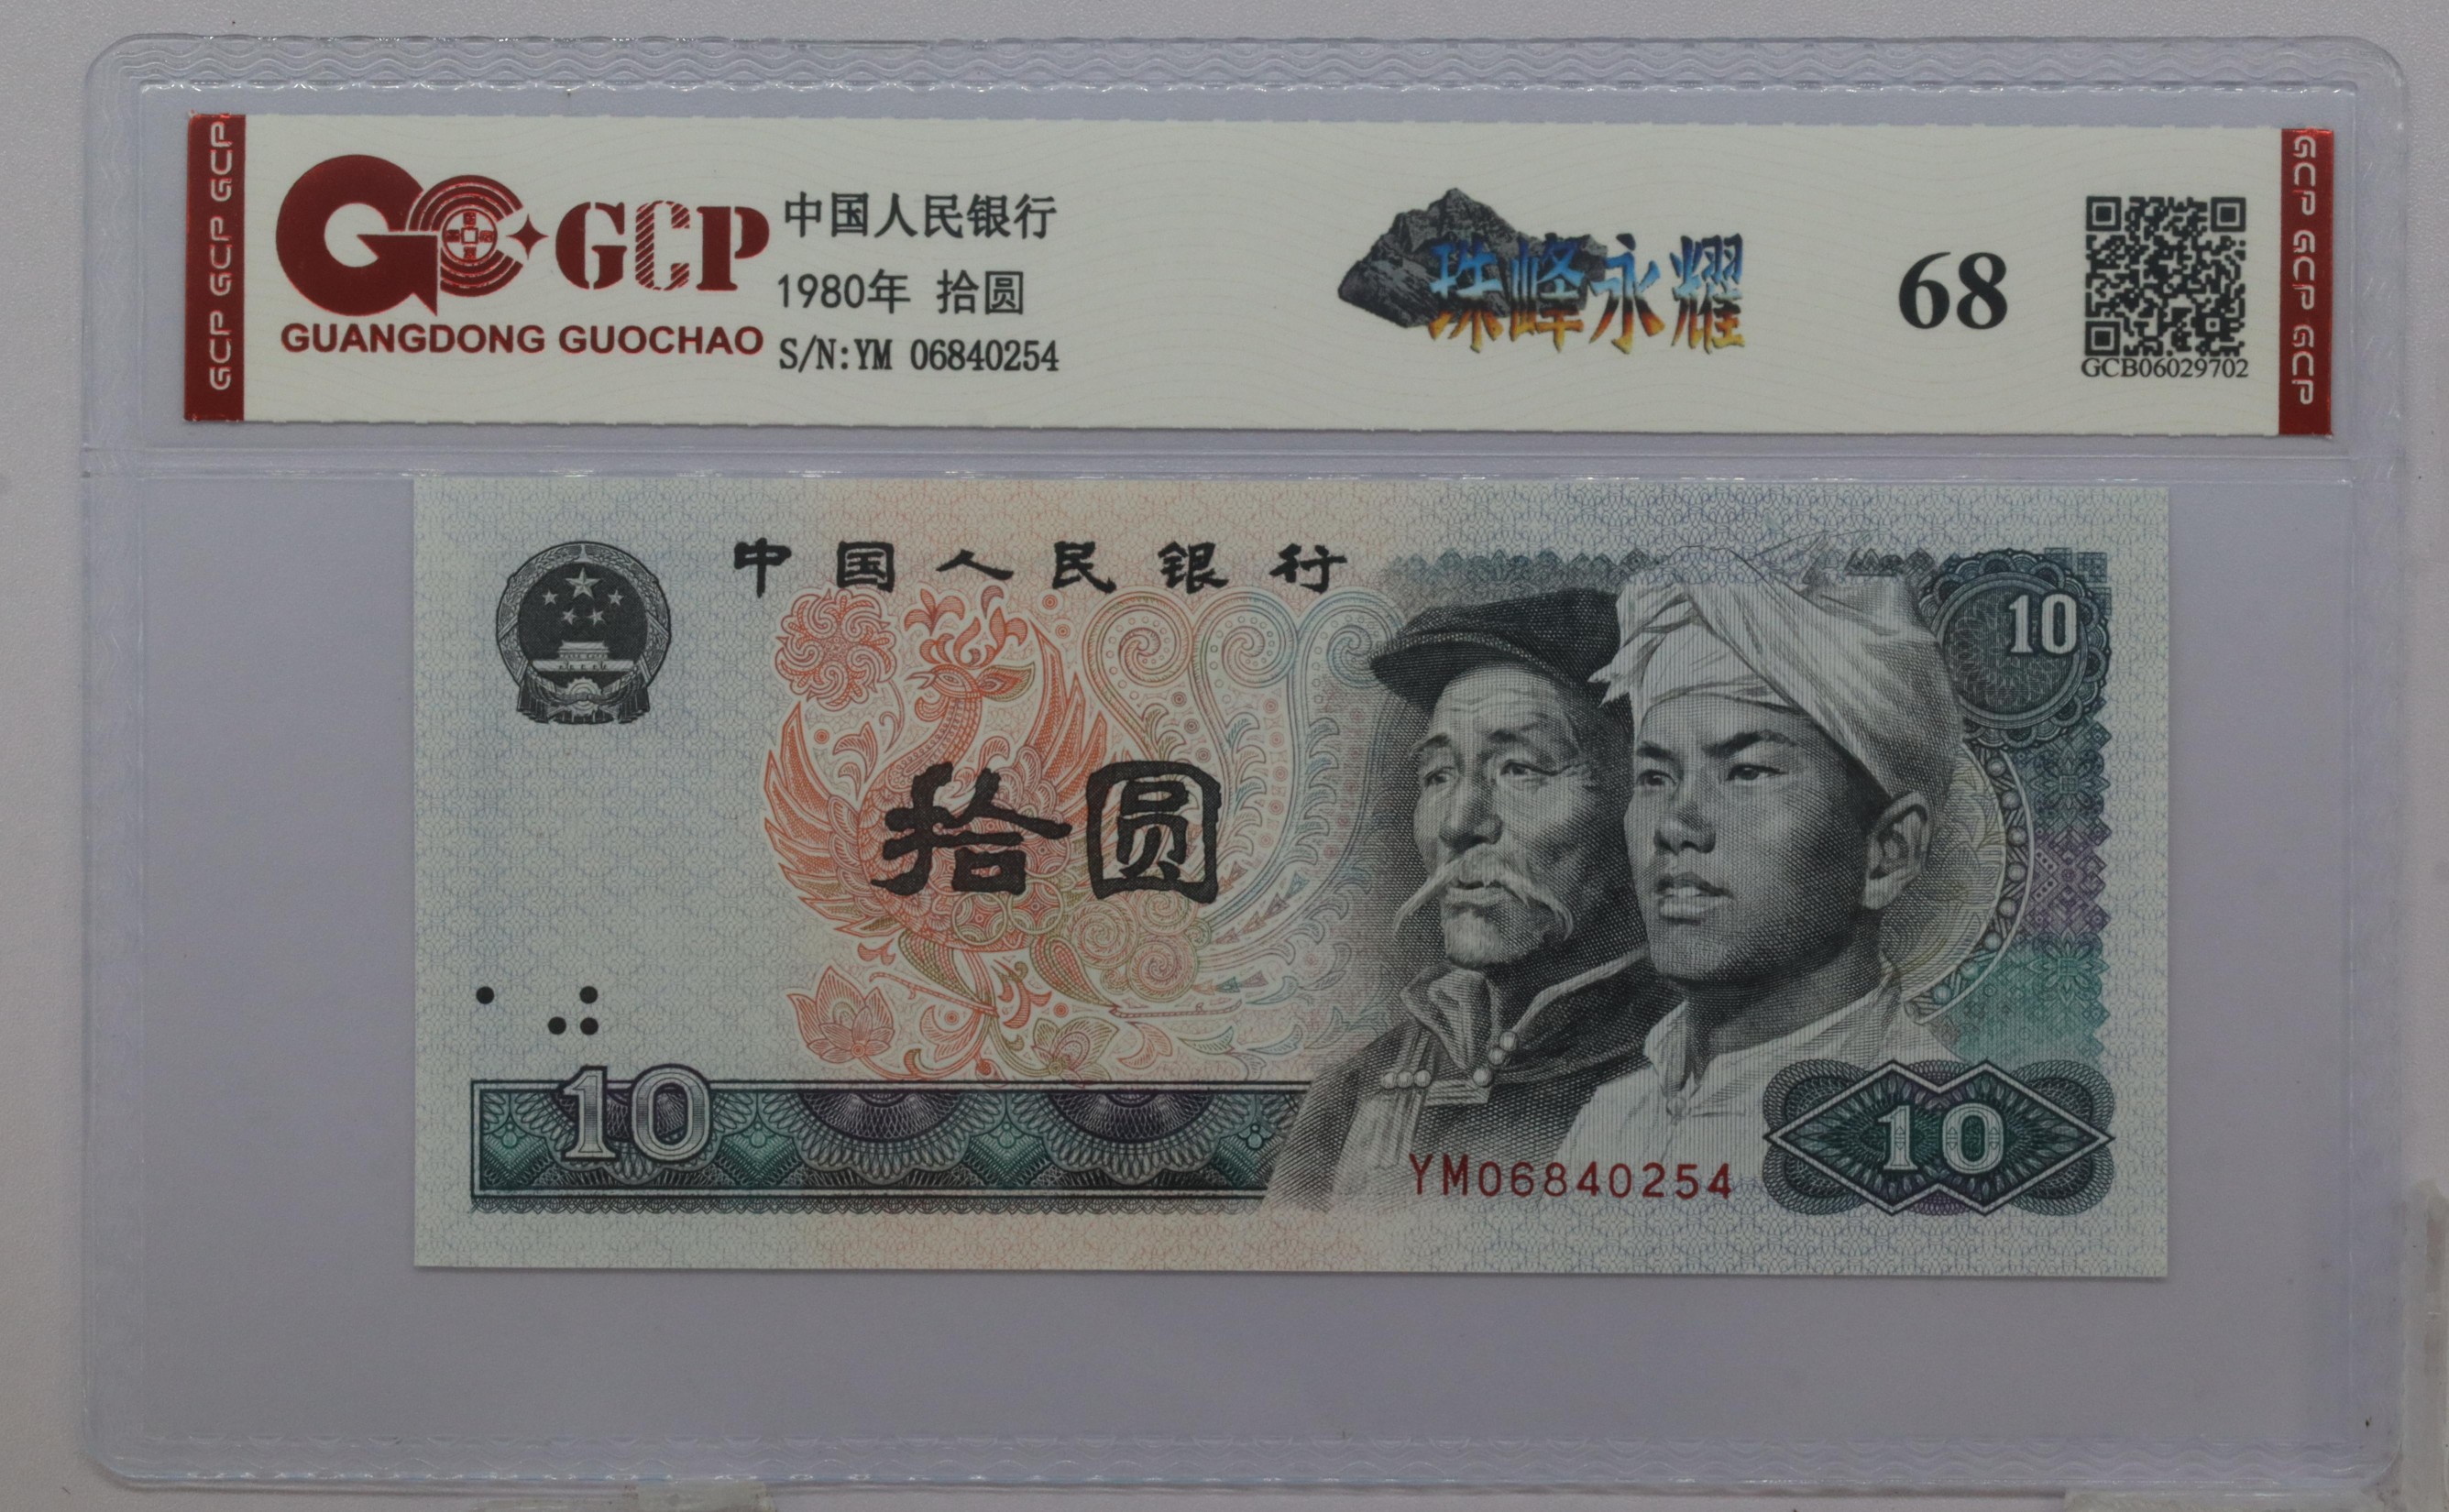 GCP GCP GCP
GCP
GUANGDONG GUOCHAO
中国人民银行
1980年 拾圆
S/N:YM 06840254
珠峰永耀
68
GCB06029702
GCP GCP GCP
中国人民银行
10
拾圆
10
10
YM06840254